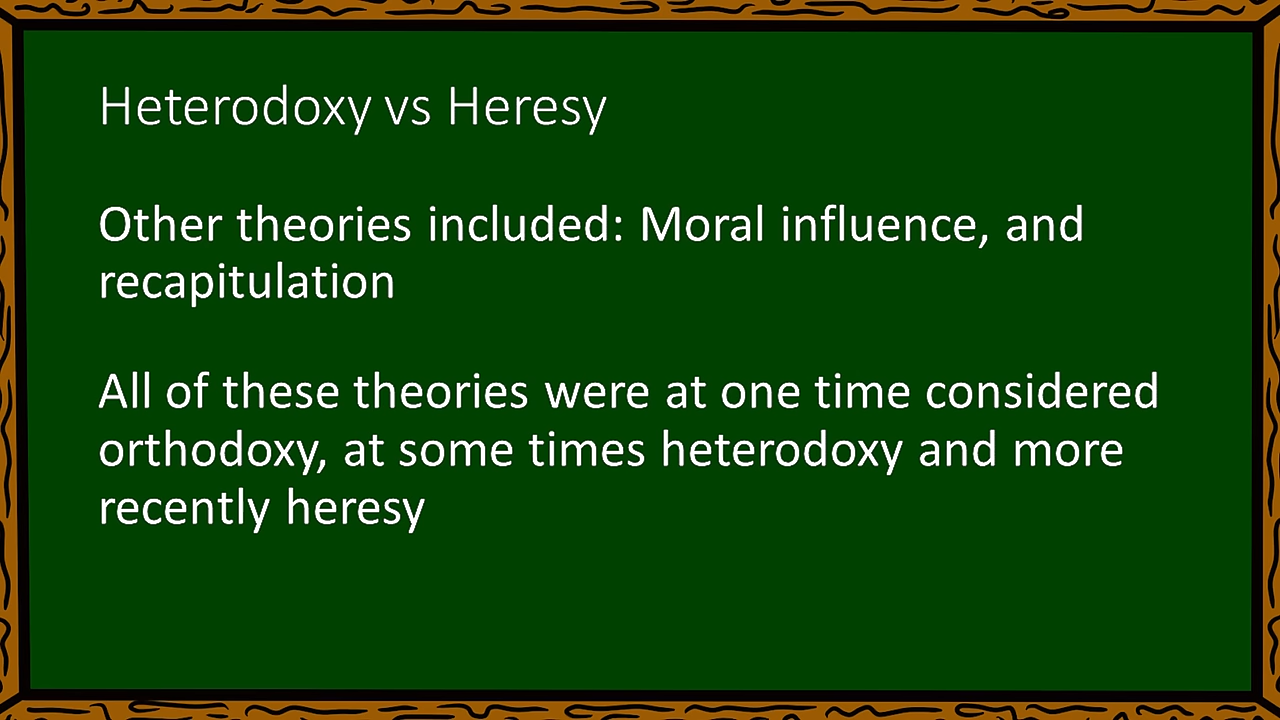 Heterodoxy vs Heresy
Other theories included: Moral influence, and
recapitulation
All of these theories were at one time considered
orthodoxy, at some times heterodoxy and more
recently heresy